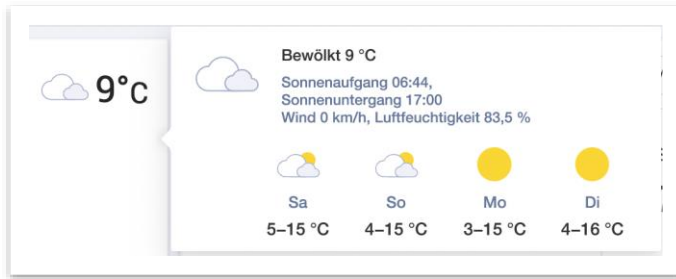 9°C
Bewölkt 9 °C
Sonnenaufgang 06:44,
Sonnenuntergang 17:00
Wind 0 km/h, Luftfeuchtigkeit 83,5 %
Sa So Mo Di
5–15 °C 4–15 °C 3–15 °C 4–16 °C